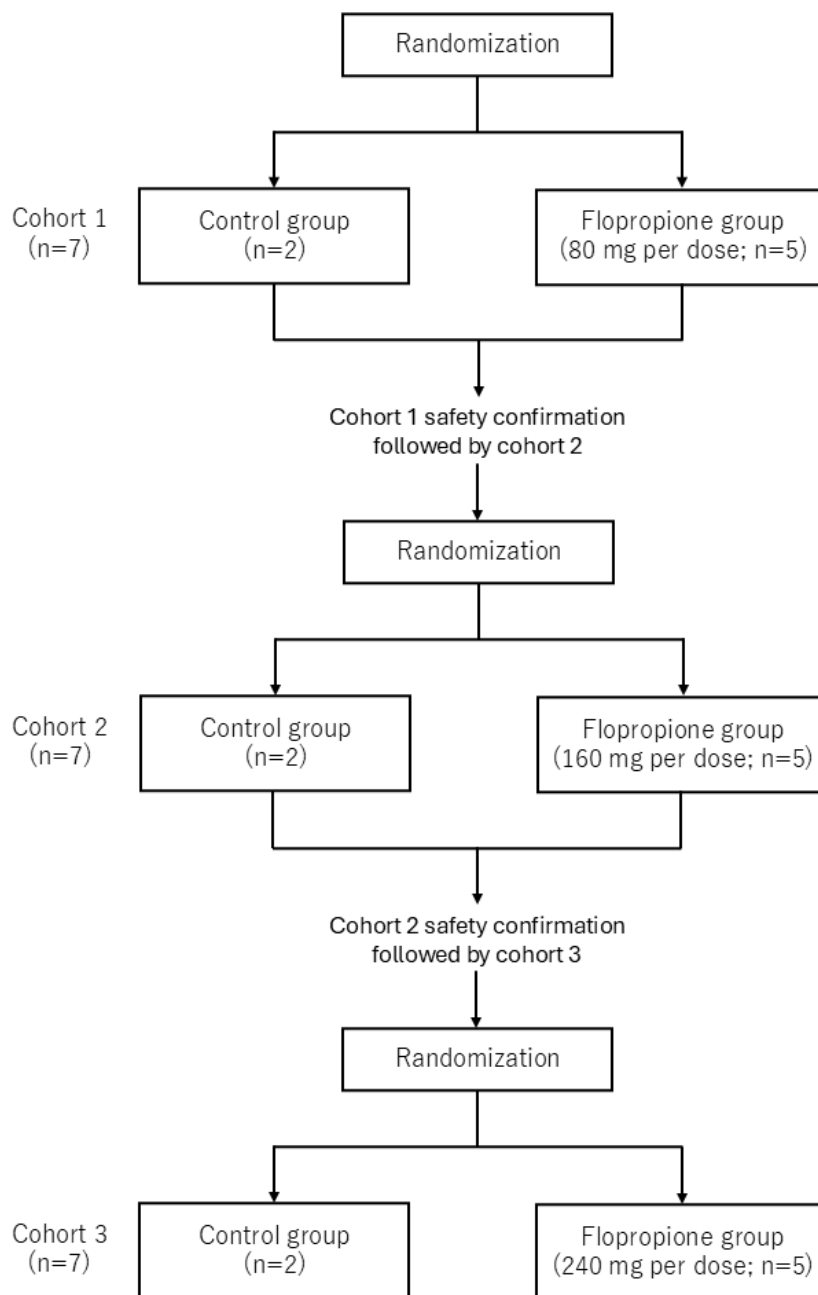 Randomization
Cohort 1
(n=7)
Control group
(n=2)
Flopropione group
(80 mg per dose; n=5)
Cohort 1 safety confirmation
followed by cohort 2
Randomization
Cohort 2
(n=7)
Control group
(n=2)
Flopropione group
(160 mg per dose; n=5)
Cohort 2 safety confirmation
followed by cohort 3
Randomization
Cohort 3
(n=7)
Control group
(n=2)
Flopropione group
(240 mg per dose; n=5)